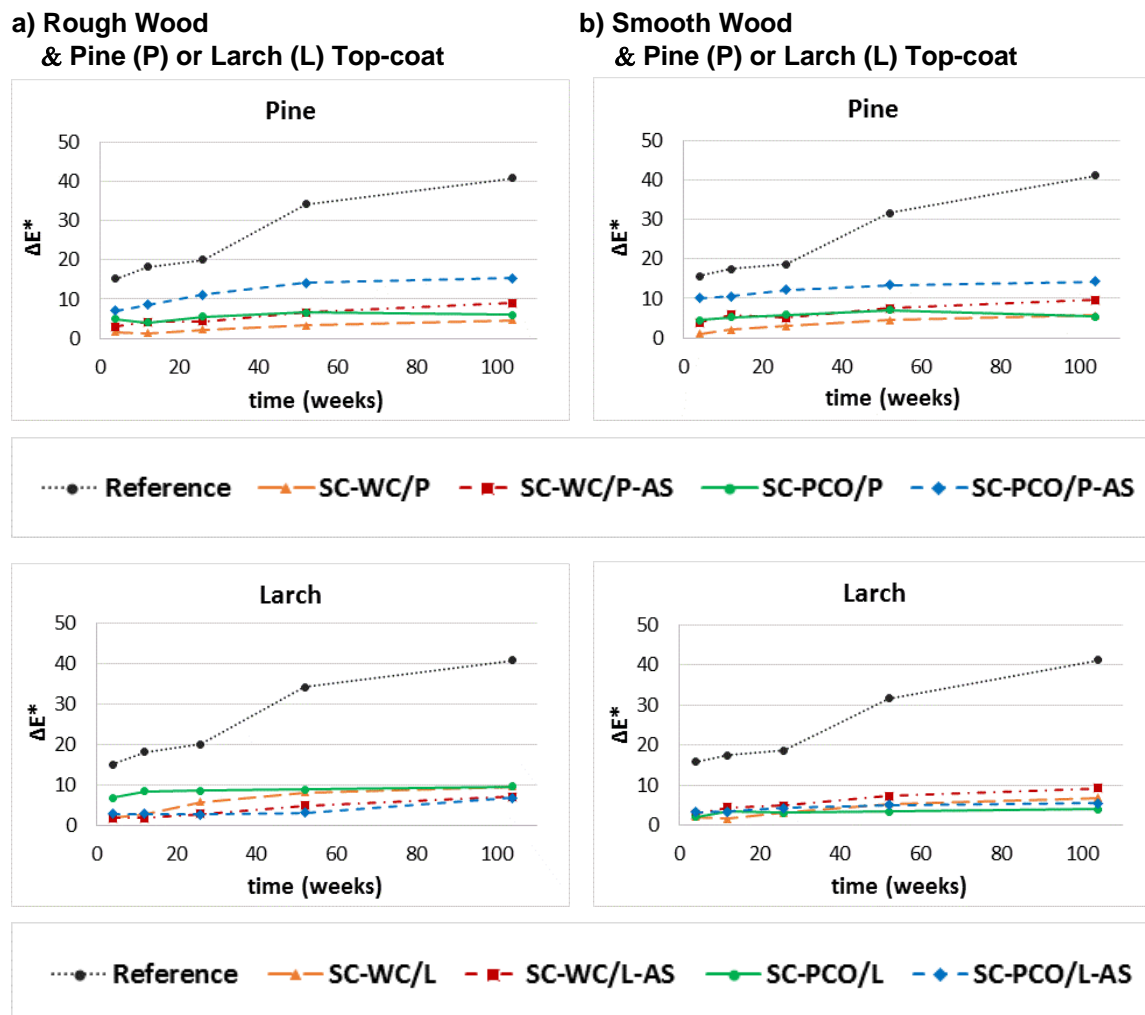 a) Rough Wood
& Pine (P) or Larch (L) Top-coat
b) Smooth Wood
& Pine (P) or Larch (L) Top-coat
Pine
50
40
30
20
10
0
ΔE*
0 20 40 60 80 100
time (weeks)
Pine
50
40
30
20
10
0
ΔE*
0 20 40 60 80 100
time (weeks)
Reference SC-WC/P SC-WC/P-AS SC-PCO/P SC-PCO/P-AS
Larch
50
40
30
20
10
0
ΔE*
0 20 40 60 80 100
time (weeks)
Larch
50
40
30
20
10
0
ΔE*
0 20 40 60 80 100
time (weeks)
Reference SC-WC/L SC-WC/L-AS SC-PCO/L SC-PCO/L-AS